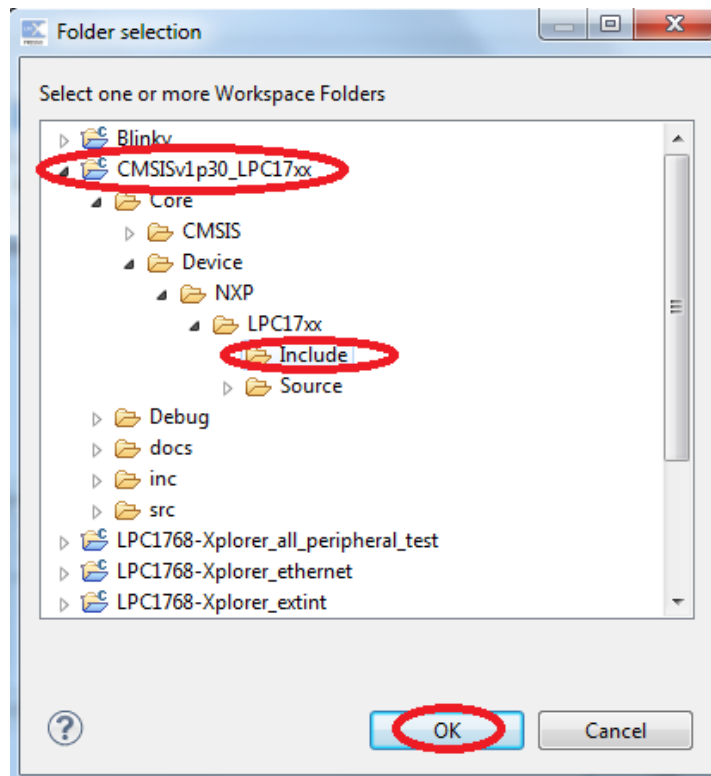 Folder selection
Select one or more Workspace Folders
Blinky
CMSISv1p30_LPC17xx
Core
CMSIS
Device
NXP
LPC17xx
Include
Source
Debug
docs
inc
src
LPC1768-Xplorer_all_peripheral_test
LPC1768-Xplorer_ethernet
LPC1768-Xplorer_extint
OK Cancel